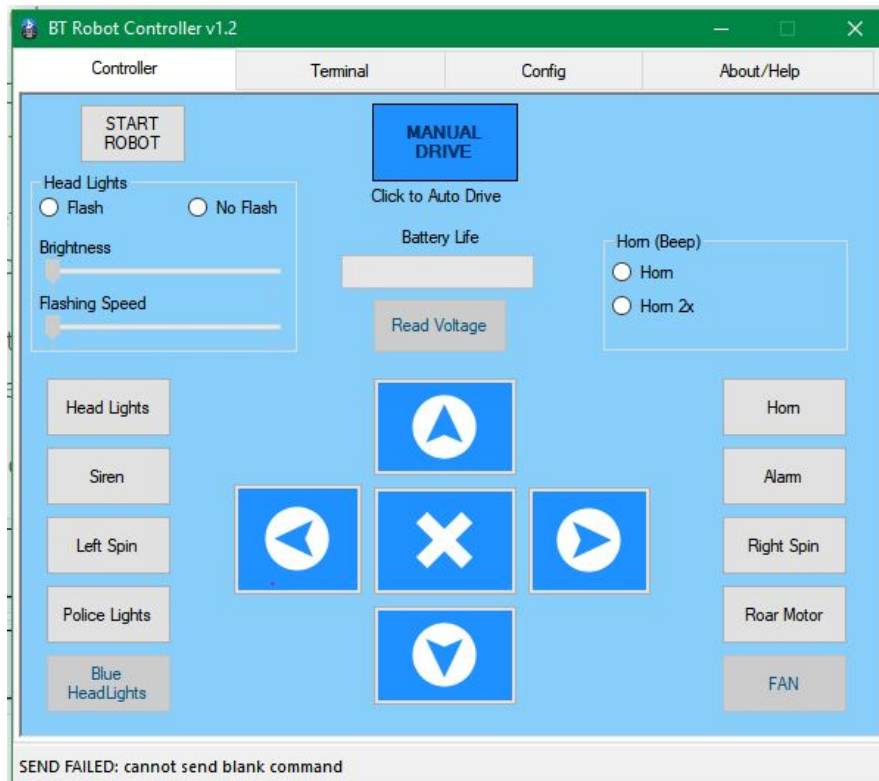 BT Robot Controller v1.2
Controller
Terminal
Config
About/Help
START
ROBOT
MANUAL
DRIVE
Click to Auto Drive
Head Lights
Flash
No Flash
Brightness
Flashing Speed
Battery Life
Read Voltage
Horn (Beep)
Horn
Horn 2x
Head Lights
Siren
Left Spin
Police Lights
Blue
HeadLights
Horn
Alarm
Right Spin
Roar Motor
FAN
SEND FAILED: cannot send blank command